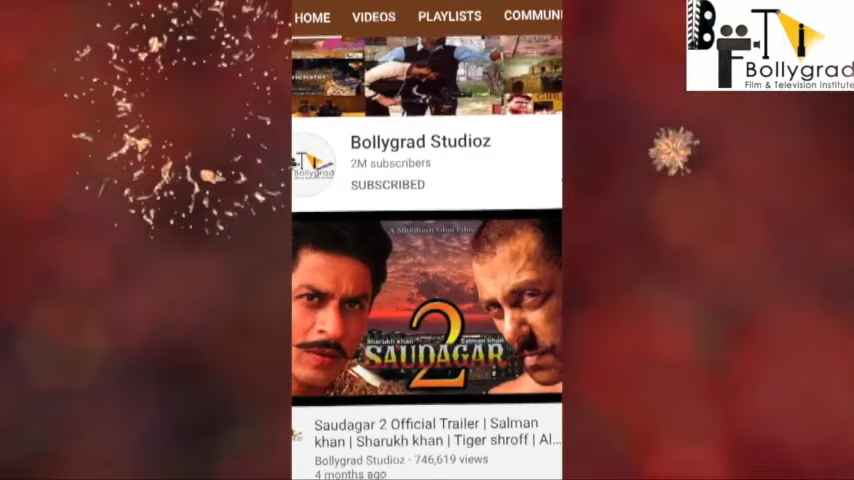 HOME VIDEOS PLAYLISTS COMMUNI
Bollygrad
Film & Television Institute
Bollygrad Studioz
2M subscribers
SUBSCRIBED
A Shubhash Ghai Film
Sharukh khan Salman khan
SAUDAGAR
2
Saudagar 2 Official Trailer | Salman
khan | Sharukh khan | Tiger shroff | Al...
Bollygrad Studioz · 746,619 views
4 months ago